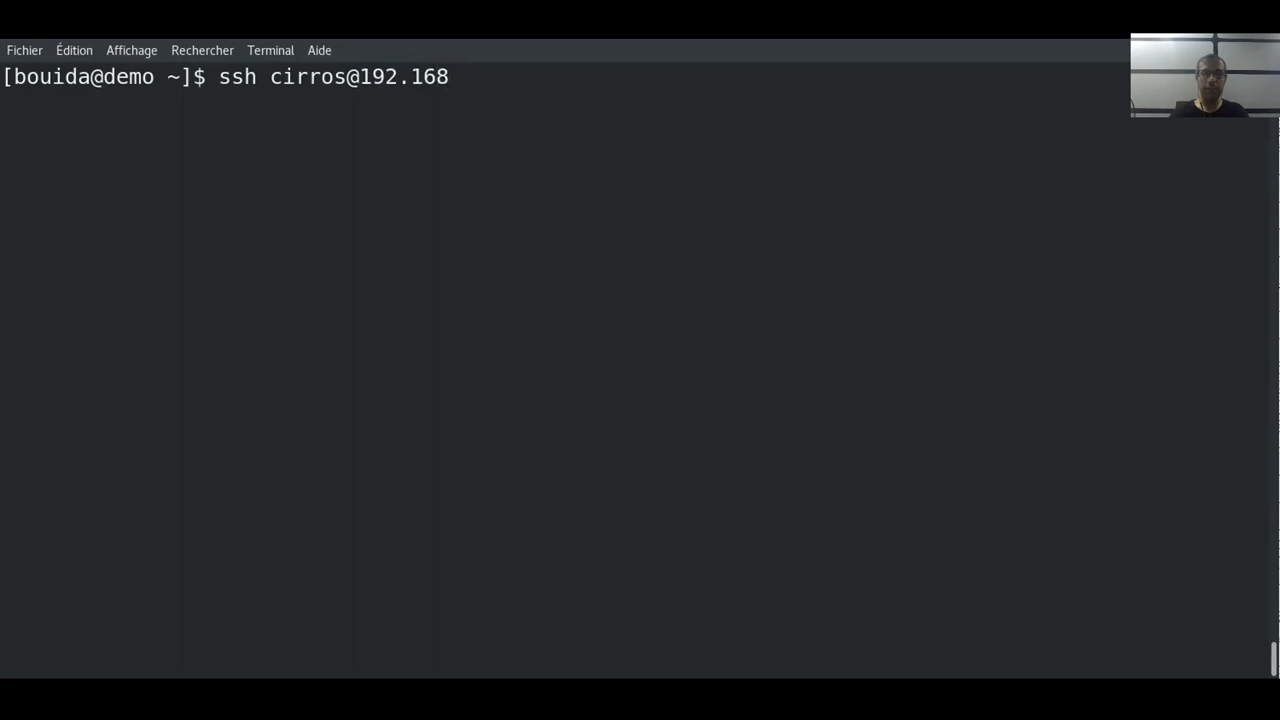 Fichier Édition Affichage Rechercher Terminal Aide
[bouida@demo ~]$ ssh cirros@192.168